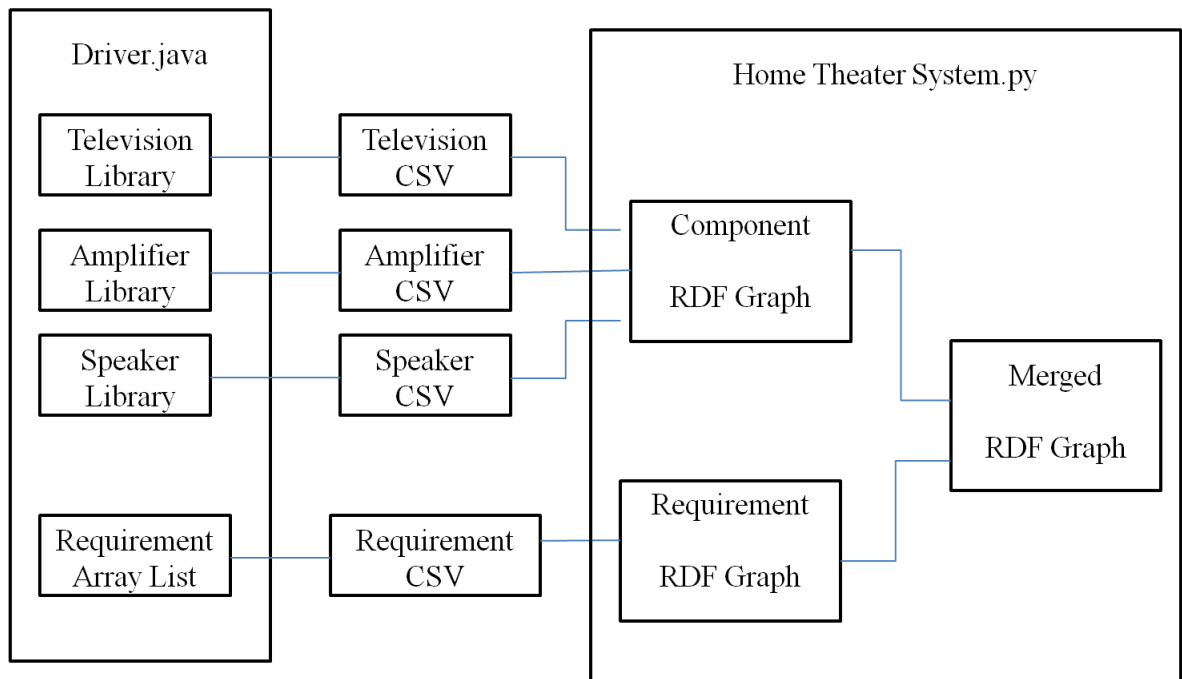 Driver.java
Television
Library
Amplifier
Library
Speaker
Library
Requirement
Array List
Television
CSV
Amplifier
CSV
Speaker
CSV
Requirement
CSV
Home Theater System.py
Component
RDF Graph
Requirement
RDF Graph
Merged
RDF Graph